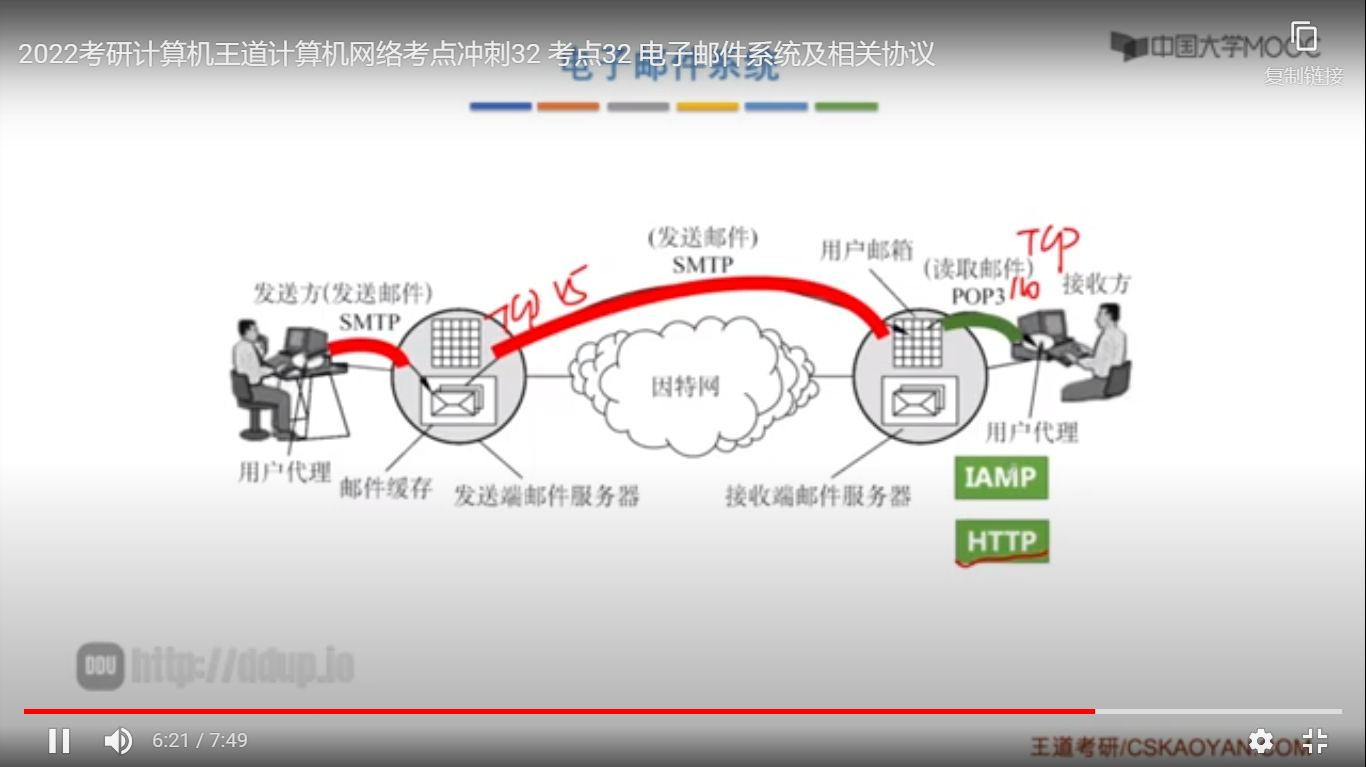 2022考研计算机王道计算机网络考点冲刺32 考点32 电子邮件系统及相关协议
电子邮件系统
中国大学MOOC
复制链接
(发送邮件)
SMTP
用户邮箱
TCP
(读取邮件)
POP3
110
接收方
发送方(发送邮件)
SMTP
TCP 25
因特网
用户代理
用户代理
邮件缓存
发送端邮件服务器
接收端邮件服务器
IAMP
HTTP
DDU http://ddup.io
6:21 / 7:49
王道考研/CSKAOYAN.COM